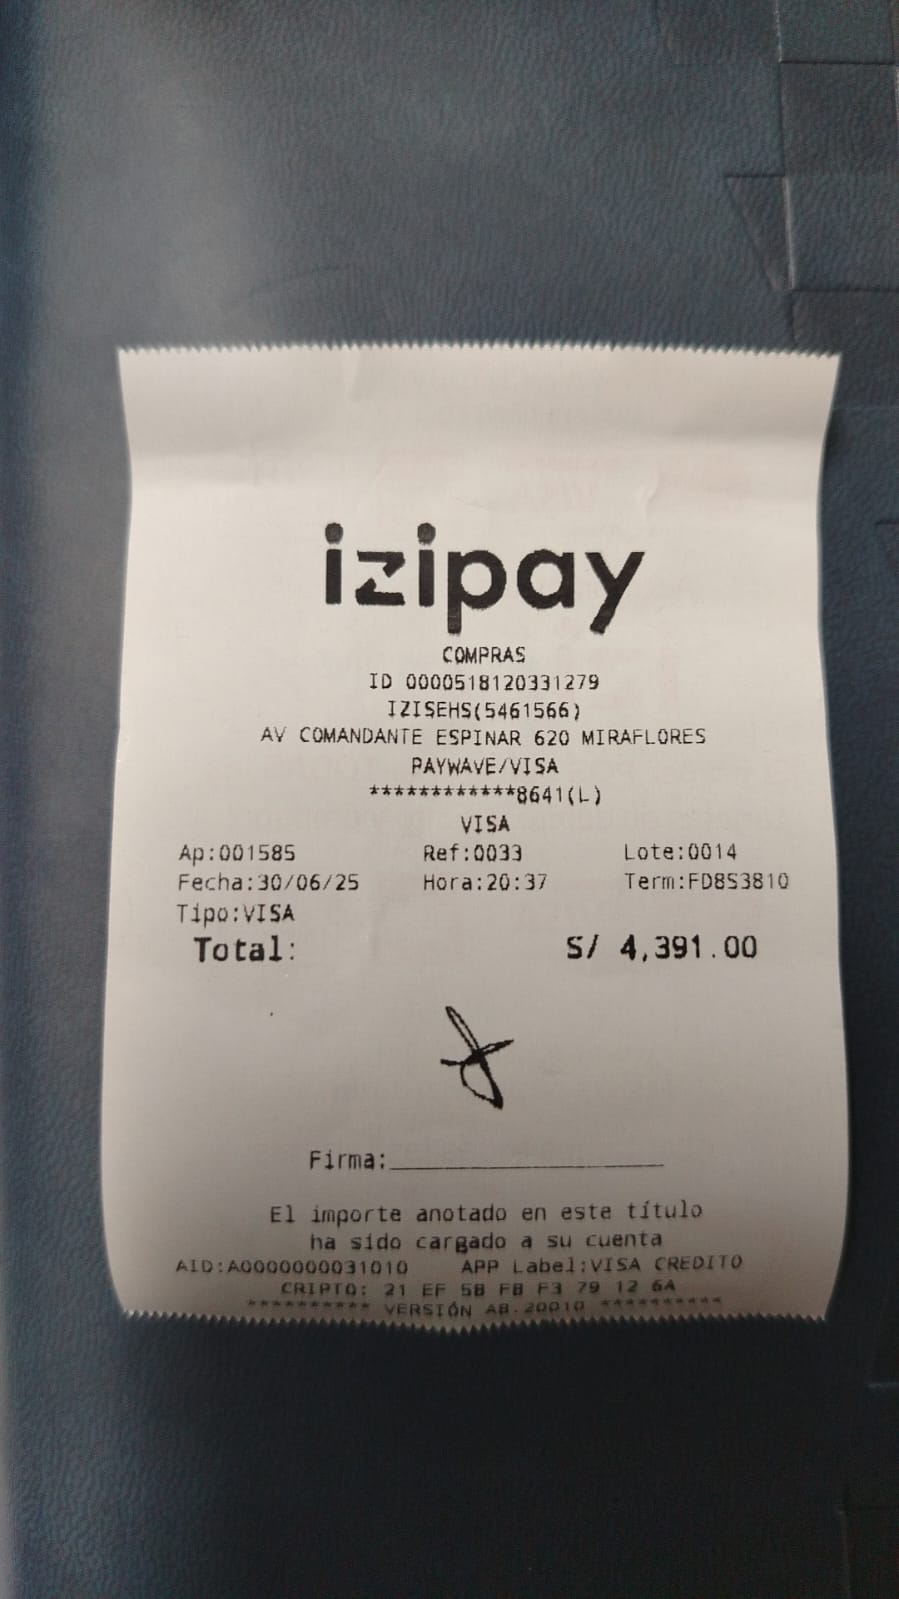 izipay
COMPRAS
ID 0000518120331279
IZISEHS(5461566)
AV COMANDANTE ESPINAR 620 MIRAFLORES
PAYWAVE/VISA
************8641(L)
VISA
Ap:001585 Ref:0033 Lote:0014
Fecha:30/06/25 Hora:20:37 Term:FD8S3810
Tipo:VISA
Total: S/ 4,391.00
Firma:
El importe anotado en este título
ha sido cargado a su cuenta
AID:A0000000031010 APP Label:VISA CREDITO
CRIPTO: 21 EF 5B FB F3 79 12 6A
********** VERSIÓN AB.20010 **********